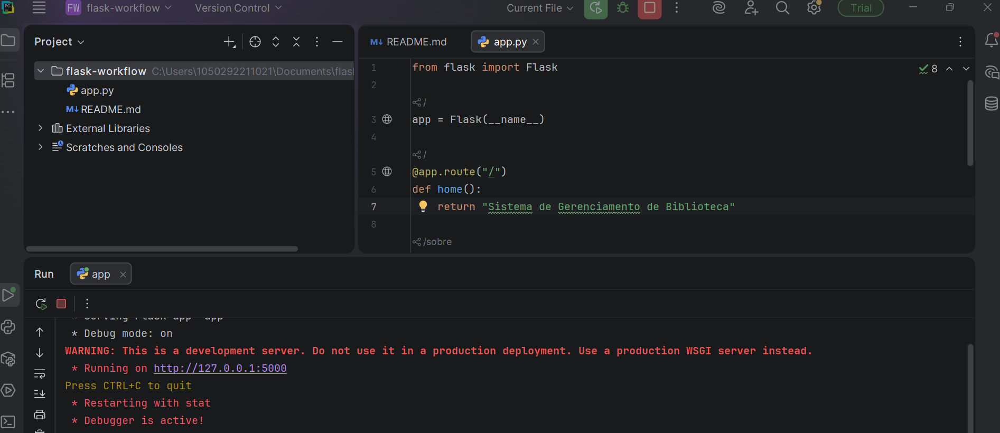 PC
FW flask-workflow
Version Control
Current File
Trial
Project
flask-workflow C:\Users\1050292211021\Documents\flas
app.py
M↓ README.md
External Libraries
Scratches and Consoles
M↓ README.md
app.py
8
1 from flask import Flask
2
/
3 app = Flask(__name__)
4
/
5 @app.route("/")
6 def home():
7 return "Sistema de Gerenciamento de Biblioteca"
8
/sobre
Run
app
* Serving Flask app 'app'
* Debug mode: on
WARNING: This is a development server. Do not use it in a production deployment. Use a production WSGI server instead.
* Running on http://127.0.0.1:5000
Press CTRL+C to quit
* Restarting with stat
* Debugger is active!